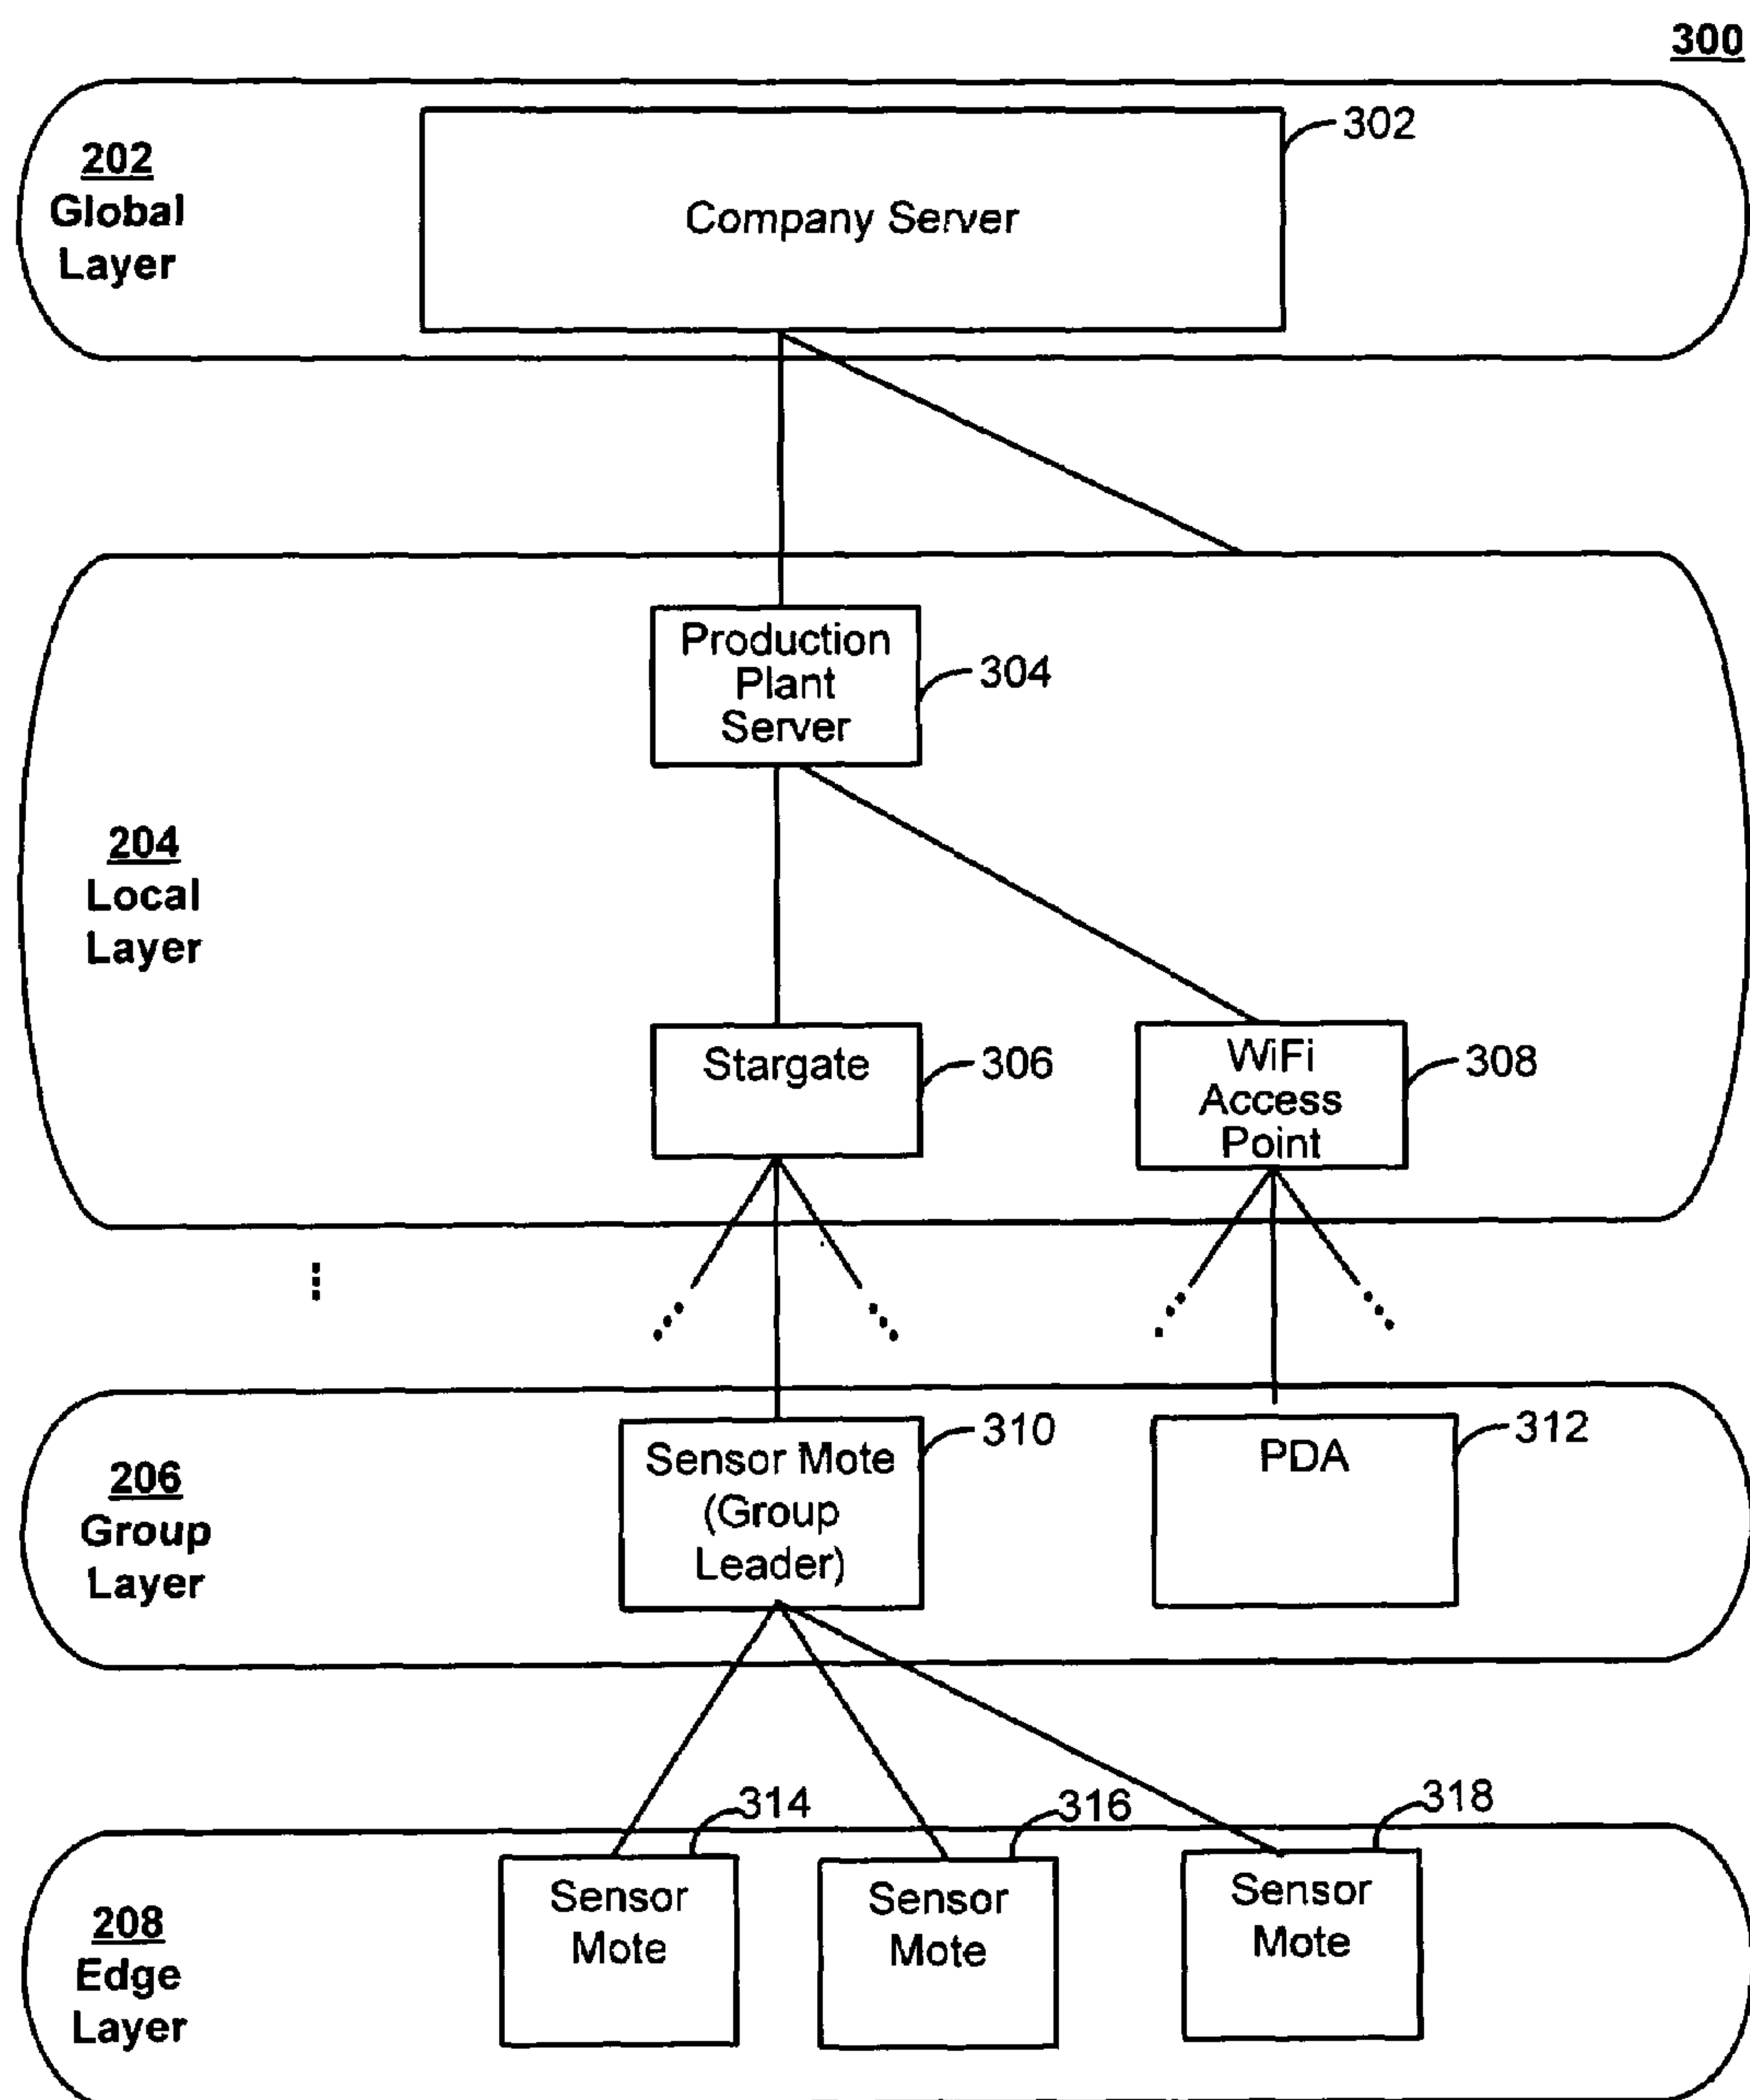 300
302
202
Global
Layer
Company Server
Production
Plant
Server
304
204
Local
Layer
Stargate
306
WiFi
Access
Point
308
206
Group
Layer
Sensor Mote
(Group
Leader)
310
PDA
312
314
316
318
208
Edge
Layer
Sensor
Mote
Sensor
Mote
Sensor
Mote